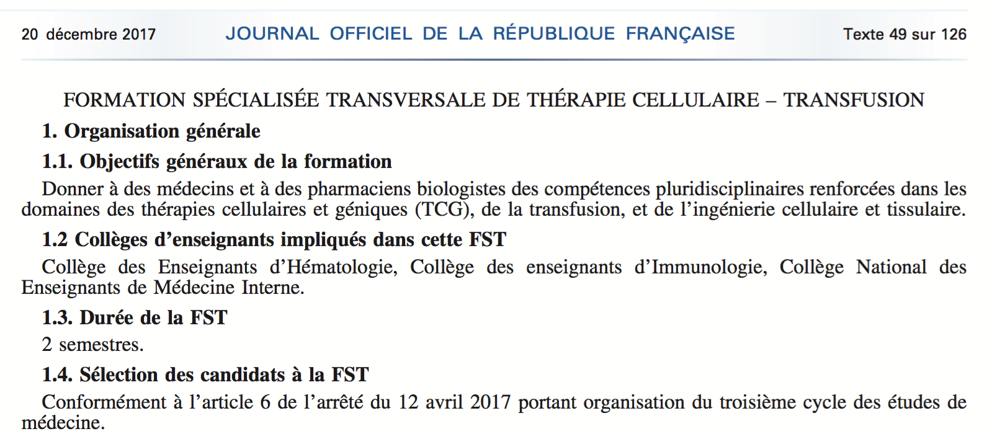 20 décembre 2017 JOURNAL OFFICIEL DE LA RÉPUBLIQUE FRANÇAISE Texte 49 sur 126
FORMATION SPÉCIALISÉE TRANSVERSALE DE THÉRAPIE CELLULAIRE – TRANSFUSION
1. Organisation générale
1.1. Objectifs généraux de la formation
Donner à des médecins et à des pharmaciens biologistes des compétences pluridisciplinaires renforcées dans les
domaines des thérapies cellulaires et géniques (TCG), de la transfusion, et de l’ingénierie cellulaire et tissulaire.
1.2 Collèges d’enseignants impliqués dans cette FST
Collège des Enseignants d’Hématologie, Collège des enseignants d’Immunologie, Collège National des
Enseignants de Médecine Interne.
1.3. Durée de la FST
2 semestres.
1.4. Sélection des candidats à la FST
Conformément à l’article 6 de l’arrêté du 12 avril 2017 portant organisation du troisième cycle des études de
médecine.